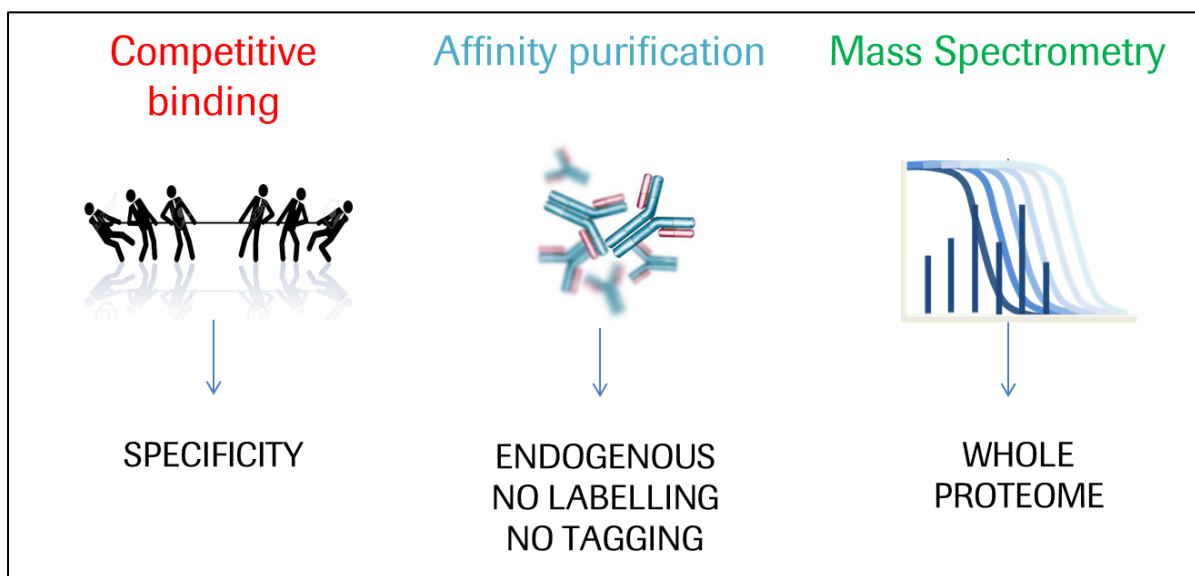 Competitive
binding
Affinity purification
Mass Spectrometry
SPECIFICITY
ENDOGENOUS
NO LABELLING
NO TAGGING
WHOLE
PROTEOME